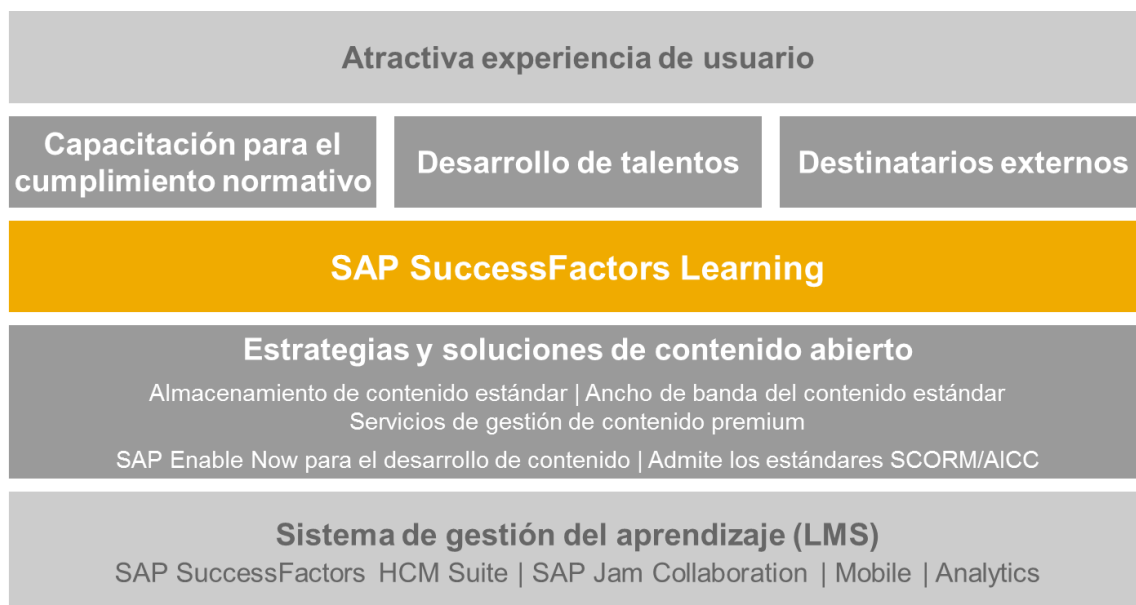 Atractiva experiencia de usuario
Capacitación para el
cumplimiento normativo
Desarrollo de talentos
Destinatarios externos
SAP SuccessFactors Learning
Estrategias y soluciones de contenido abierto
Almacenamiento de contenido estándar | Ancho de banda del contenido estándar
Servicios de gestión de contenido premium
SAP Enable Now para el desarrollo de contenido | Admite los estándares SCORM/AICC
Sistema de gestión del aprendizaje (LMS)
SAP SuccessFactors HCM Suite | SAP Jam Collaboration | Mobile | Analytics